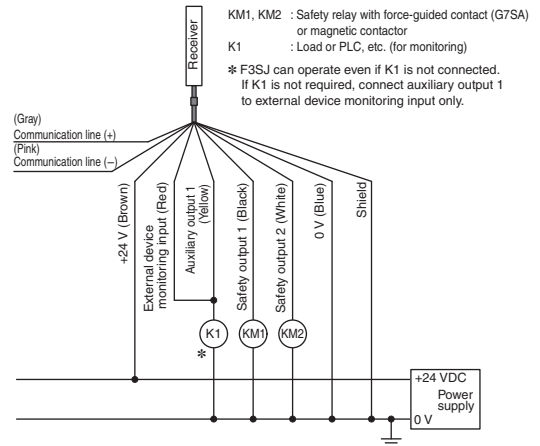 Receiver
KM1, KM2 : Safety relay with force-guided contact (G7SA)
or magnetic contactor
K1 : Load or PLC, etc. (for monitoring)
* F3SJ can operate even if K1 is not connected.
If K1 is not required, connect auxiliary output 1
to external device monitoring input only.
(Gray)
Communication line (+)
(Pink)
Communication line (−)
+24 V (Brown)
External device
monitoring input (Red)
Auxiliary output 1
(Yellow)
Safety output 1 (Black)
Safety output 2 (White)
0 V (Blue)
Shield
K1
KM1
KM2
*
+24 VDC
Power
supply
0 V